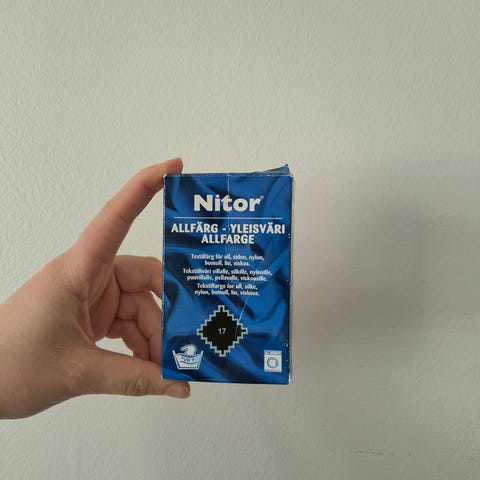 Nitor®
ALLFÄRG - YLEISVÄRI
ALLFARGE
Textilfärg för ull, siden, nylon,
bomull, lin, viskos.
Tekstiiliväri villalle, silkille, nylonille,
puuvillalle, pellavalle, viskoosille.
Tekstilfarge for ull, silke,
nylon, bomull, lin, viskose.
17